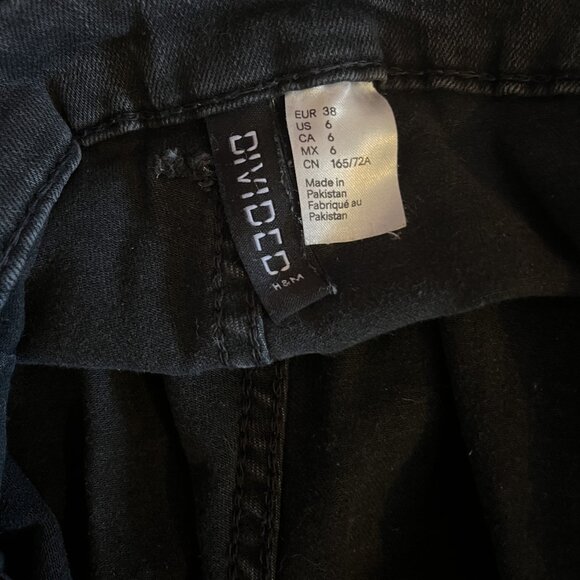 DIVIDED
H&M
EUR 38
US 6
CA 6
MX 6
CN 165/72A
Made in
Pakistan
Fabriqué au
Pakistan